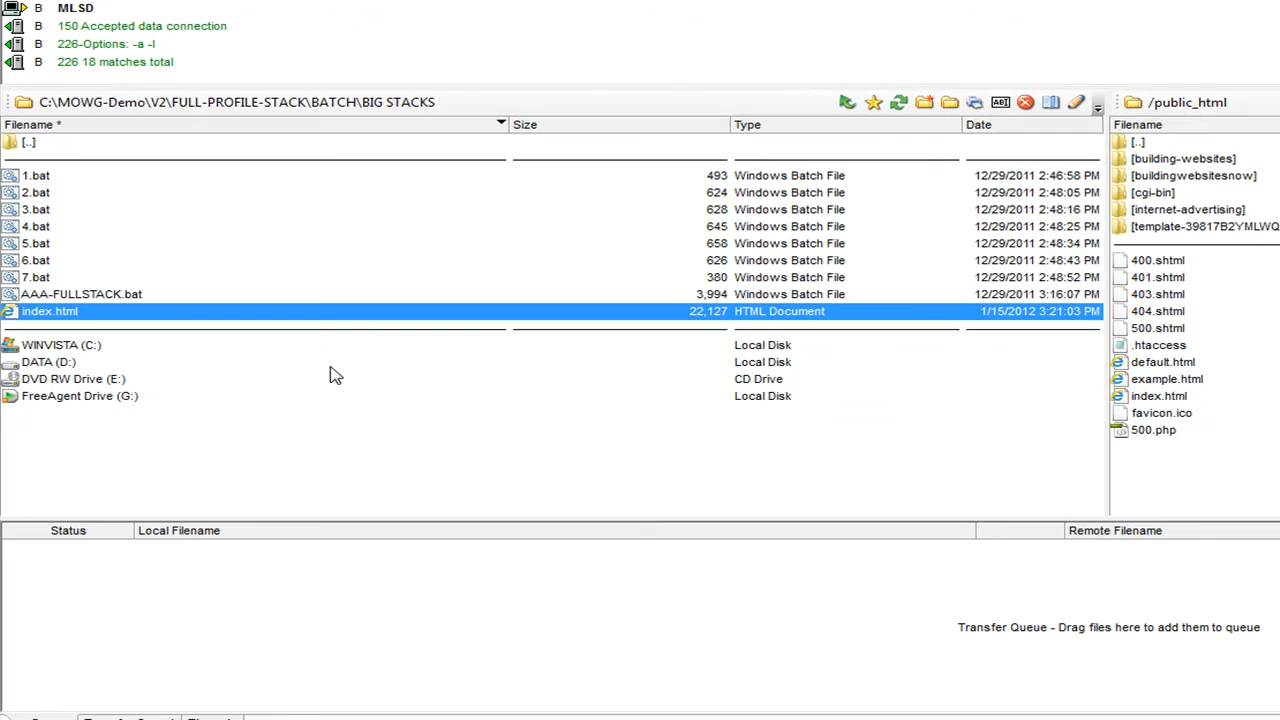 B MLSD
B 150 Accepted data connection
B 226-Options: -a -l
B 226 18 matches total
C:\MOWG-Demo\V2\FULL-PROFILE-STACK\BATCH\BIG STACKS
ABI
/public_html
Filename * Size Type Date
Filename
[..]
1.bat 493 Windows Batch File 12/29/2011 2:46:58 PM
2.bat 624 Windows Batch File 12/29/2011 2:48:05 PM
3.bat 628 Windows Batch File 12/29/2011 2:48:16 PM
4.bat 645 Windows Batch File 12/29/2011 2:48:25 PM
5.bat 658 Windows Batch File 12/29/2011 2:48:34 PM
6.bat 626 Windows Batch File 12/29/2011 2:48:43 PM
7.bat 380 Windows Batch File 12/29/2011 2:48:52 PM
AAA-FULLSTACK.bat 3,994 Windows Batch File 12/29/2011 3:16:07 PM
index.html 22,127 HTML Document 1/15/2012 3:21:03 PM
WINVISTA (C:) Local Disk
DATA (D:) Local Disk
DVD RW Drive (E:) CD Drive
FreeAgent Drive (G:) Local Disk
[..]
[building-websites]
[buildingwebsitesnow]
[cgi-bin]
[internet-advertising]
[template-39817B2YMLWQ
400.shtml
401.shtml
403.shtml
404.shtml
500.shtml
.htaccess
default.html
example.html
index.html
favicon.ico
500.php
Status Local Filename Remote Filename
Transfer Queue - Drag files here to add them to queue